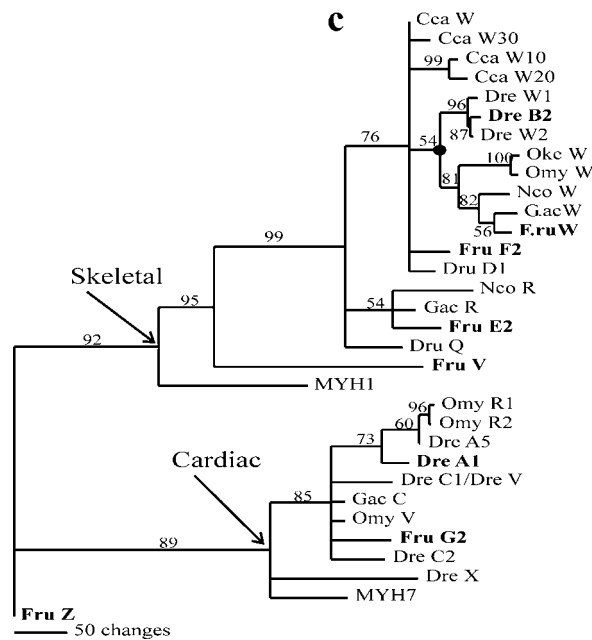 c
Cca W
Cca W30
Cca W10
99
Cca W20
Dre W1
96
Dre B2
87
Dre W2
76
54
Okc W
100
Omy W
81
Nco W
82
G.acW
56
F.ruW
Fru F2
Dru D1
99
Skeletal
Nco R
95
54
Gac R
Fru E2
92
Dru Q
Fru V
MYH1
Omy R1
96
Omy R2
60
Dre A5
73
Dre A1
Cardiac
Dre C1/Dre V
85
Gac C
Omy V
89
Fru G2
Dre C2
Dre X
MYH7
Fru Z
50 changes